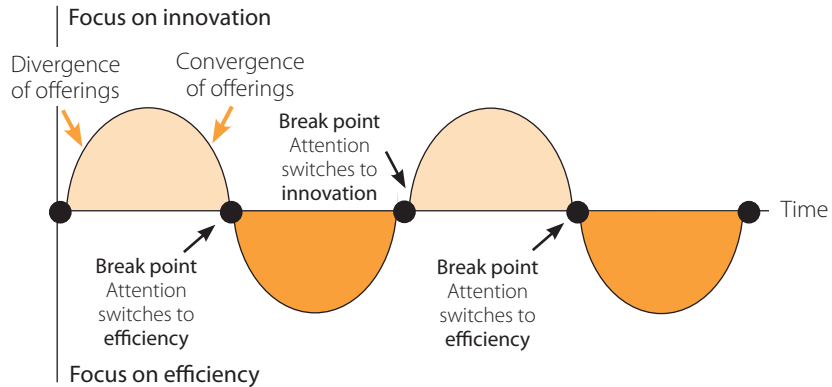 Focus on innovation
Divergence
of offerings
Convergence
of offerings
Break point
Attention
switches to
innovation
Time
Break point
Attention
switches to
efficiency
Break point
Attention
switches to
efficiency
Focus on efficiency